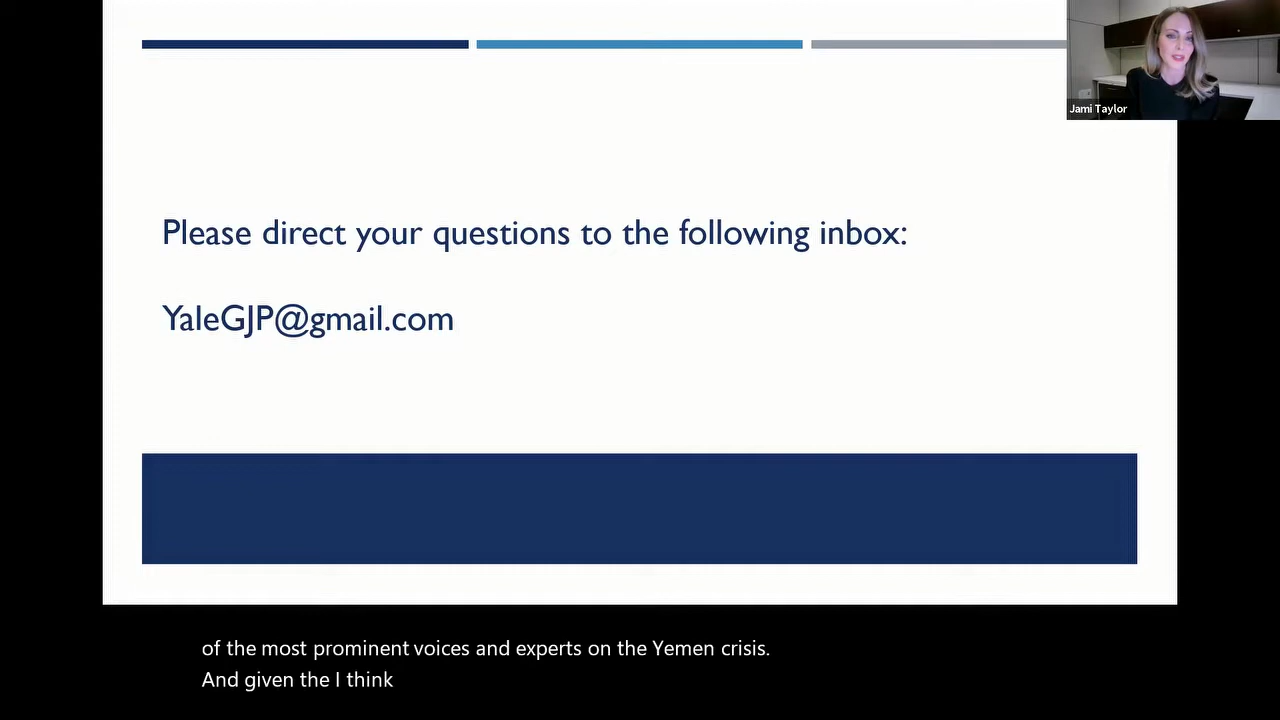 Jami Taylor
Please direct your questions to the following inbox:
YaleGJP@gmail.com
of the most prominent voices and experts on the Yemen crisis.
And given the I think